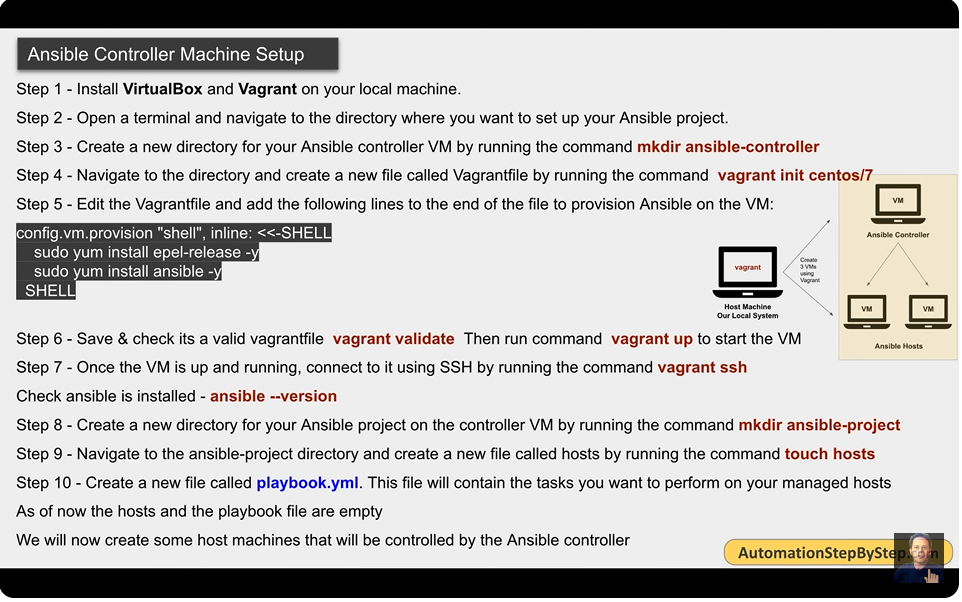 Ansible Controller Machine Setup
Step 1 - Install VirtualBox and Vagrant on your local machine.
Step 2 - Open a terminal and navigate to the directory where you want to set up your Ansible project.
Step 3 - Create a new directory for your Ansible controller VM by running the command mkdir ansible-controller
Step 4 - Navigate to the directory and create a new file called Vagrantfile by running the command vagrant init centos/7
Step 5 - Edit the Vagrantfile and add the following lines to the end of the file to provision Ansible on the VM:
config.vm.provision "shell", inline: <<-SHELL
sudo yum install epel-release -y
sudo yum install ansible -y
SHELL
vagrant
Host Machine
Our Local System
Create
3 VMs
using
Vagrant
VM
Ansible Controller
VM
VM
Ansible Hosts
Step 6 - Save & check its a valid vagrantfile vagrant validate Then run command vagrant up to start the VM
Step 7 - Once the VM is up and running, connect to it using SSH by running the command vagrant ssh
Check ansible is installed - ansible --version
Step 8 - Create a new directory for your Ansible project on the controller VM by running the command mkdir ansible-project
Step 9 - Navigate to the ansible-project directory and create a new file called hosts by running the command touch hosts
Step 10 - Create a new file called playbook.yml. This file will contain the tasks you want to perform on your managed hosts
As of now the hosts and the playbook file are empty
We will now create some host machines that will be controlled by the Ansible controller